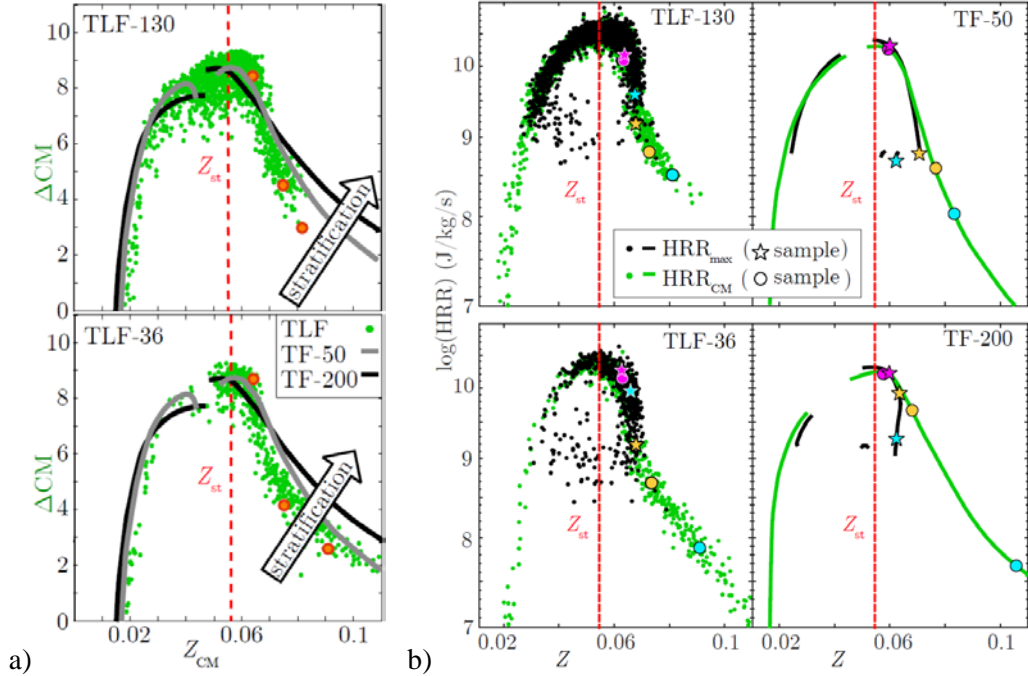 TLF-130
11
10
8
6
4
2
0
ΔCM
Z_st
stratification
TLF-36
TLF
TF-50
TF-200
10
8
6
4
2
0
ΔCM
Z_st
stratification
0.02
0.06
0.1
Z_CM
a)
TLF-130
TF-50
10
9
8
7
Z_st
Z_st
HRR_max (☆ sample)
HRR_CM (○ sample)
log(HRR) (J/kg/s)
TLF-36
TF-200
10
9
8
7
Z_st
Z_st
0.02
0.06
0.1
0.02
0.06
0.1
Z
Z
b)